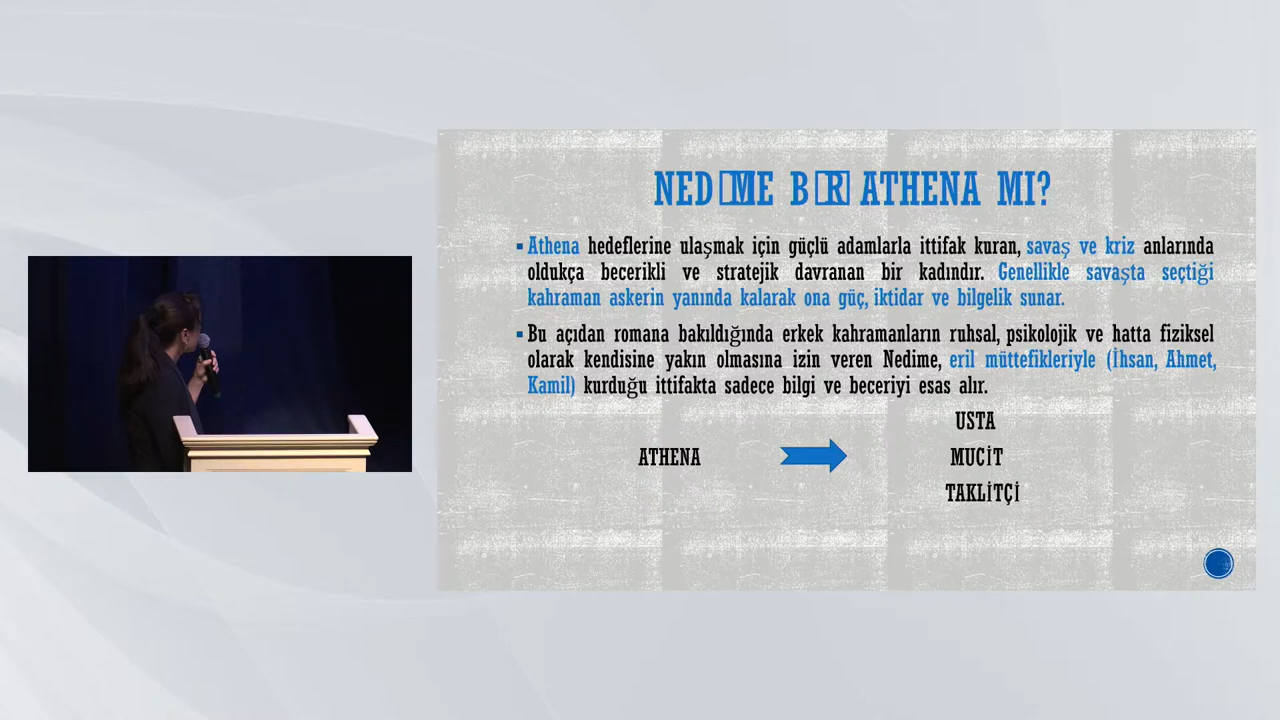 NEDİME BİR ATHENA MI?
▪ Athena hedeflerine ulaşmak için güçlü adamlarla ittifak kuran, savaş ve kriz anlarında
oldukça becerikli ve stratejik davranan bir kadındır. Genellikle savaşta seçtiği
kahraman askerin yanında kalarak ona güç, iktidar ve bilgelik sunar.
▪ Bu açıdan romana bakıldığında erkek kahramanların ruhsal, psikolojik ve hatta fiziksel
olarak kendisine yakın olmasına izin veren Nedime, eril müttefikleriyle (İhsan, Ahmet,
Kamil) kurduğu ittifakta sadece bilgi ve beceriyi esas alır.
USTA
ATHENA MUCİT
TAKLİTÇİ